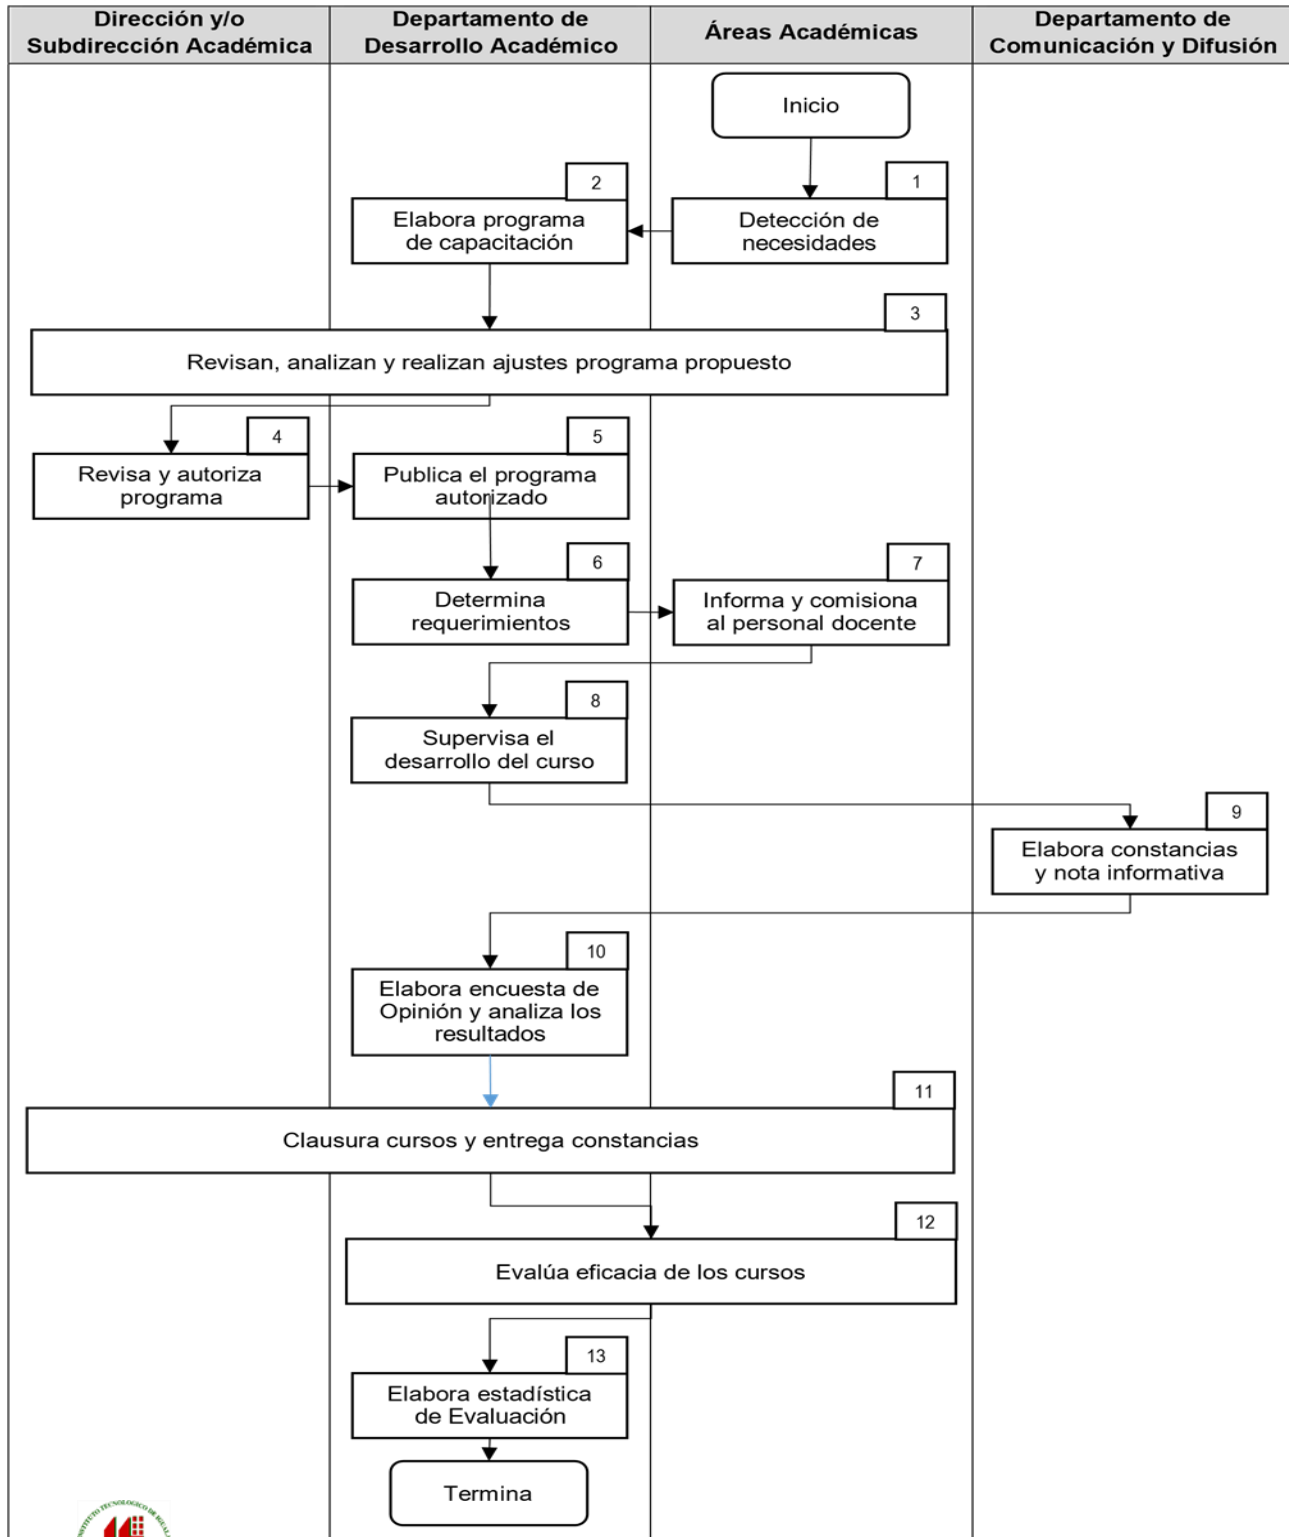 Dirección y/o
Subdirección Académica
Departamento de
Desarrollo Académico
Áreas Académicas
Departamento de
Comunicación y Difusión
Inicio
1
Detección de
necesidades
2
Elabora programa
de capacitación
3
Revisan, analizan y realizan ajustes programa propuesto
4
Revisa y autoriza
programa
5
Publica el programa
autorizado
6
Determina
requerimientos
7
Informa y comisiona
al personal docente
8
Supervisa el
desarrollo del curso
9
Elabora constancias
y nota informativa
10
Elabora encuesta de
Opinión y analiza los
resultados
11
Clausura cursos y entrega constancias
12
Evalúa eficacia de los cursos
13
Elabora estadística
de Evaluación
Termina
INSTITUTO TECNOLOGICO DE IGUALA